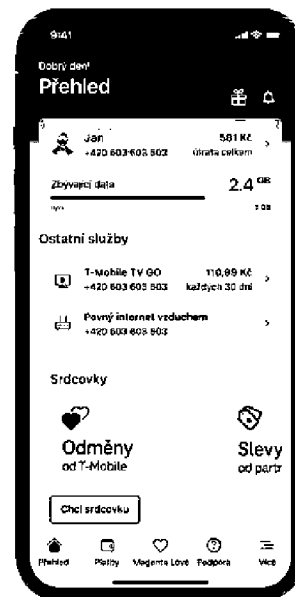 9:41
Dobrý den!
Přehled
Jan 581 Kč
+420 603 603 603 útrata celkem
Zbývající data 2.4 GB
Ostatní služby
T-Mobile TV GO 110,99 Kč
+420 603 603 603 každých 30 dní
Pevný internet vzduchem
+420 603 603 603
Srdcovky
Odměny Slevy
od T-Mobile od partr
Chci srdcovku
Přehled Platby Magenta Love Podpora Více